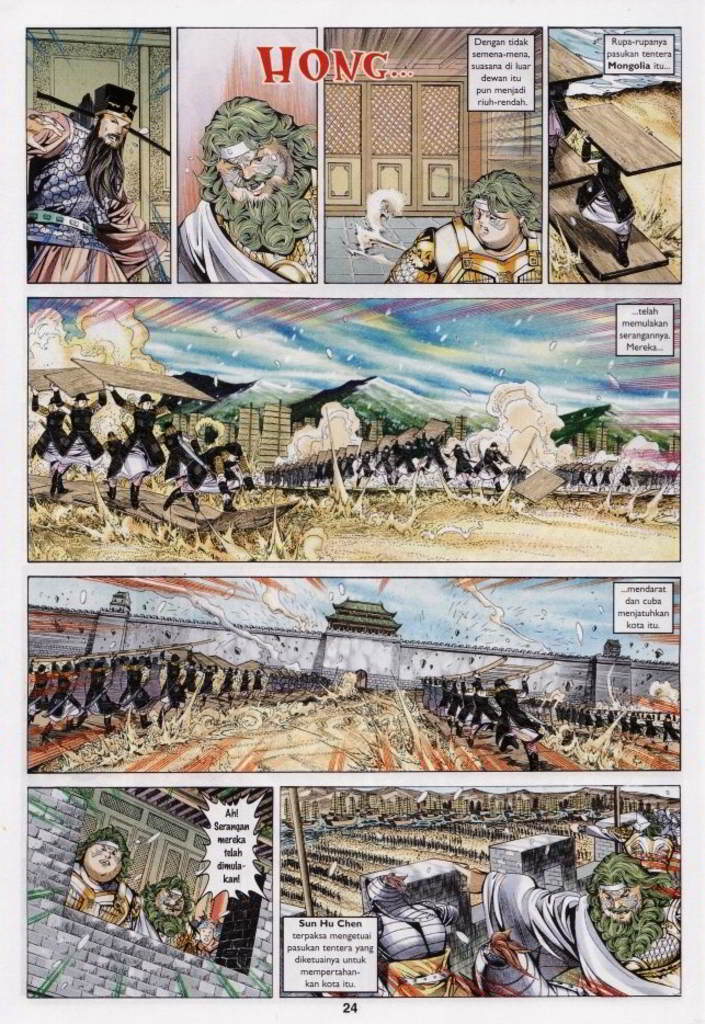 HONG...
Dengan tidak
semena-mena,
suasana di luar
dewan itu
pun menjadi
riuh-rendah.
Rupa-rupanya
pasukan tentera
Mongolia itu...
...telah
memulakan
serangannya.
Mereka...
...mendarat
dan cuba
menjatuhkan
kota itu.
Ah!
Serangan
mereka
telah
dimula-
kan!
Sun Hu Chen
terpaksa mengetuai
pasukan tentera yang
diketuainya untuk
mempertahan-
kan kota itu.
24